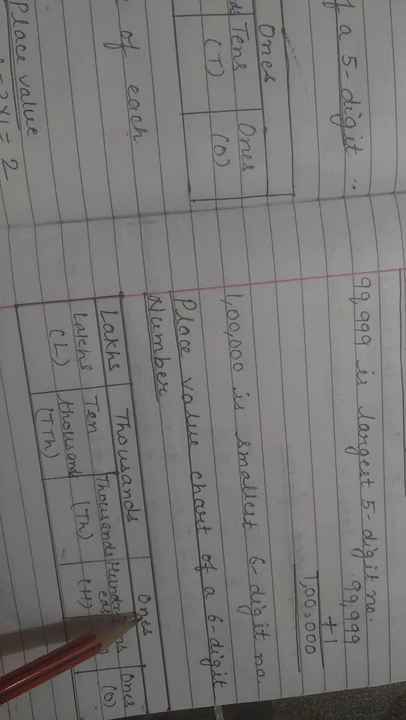 of a 5-digit
Ones
Tens Ones
(T) (O)
of each
Place value
= 2
99,999 is largest 5-digit no.
99,999
+ 1
1,00,000
1,00,000 is smallest 6-digit no.
Place value chart of a 6-digit
Number
Lakhs Thousands Ones
Lakhs Ten thousand Thousands Ones
(L) (TTh) (Th) (H) (O)